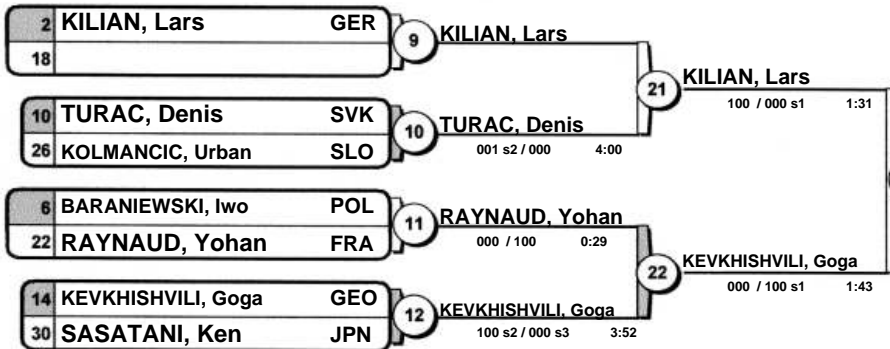 2 KILIAN, Lars GER
18
9
KILIAN, Lars
10 TURAC, Denis SVK
26 KOLMANCIC, Urban SLO
10
TURAC, Denis
001 s2 / 000 4:00
21
KILIAN, Lars
100 / 000 s1 1:31
6 BARANIEWSKI, Iwo POL
22 RAYNAUD, Yohan FRA
11
RAYNAUD, Yohan
000 / 100 0:29
14 KEVKHISHVILI, Goga GEO
30 SASATANI, Ken JPN
12
KEVKHISHVILI, Goga
100 s2 / 000 s3 3:52
22
KEVKHISHVILI, Goga
000 / 100 s1 1:43